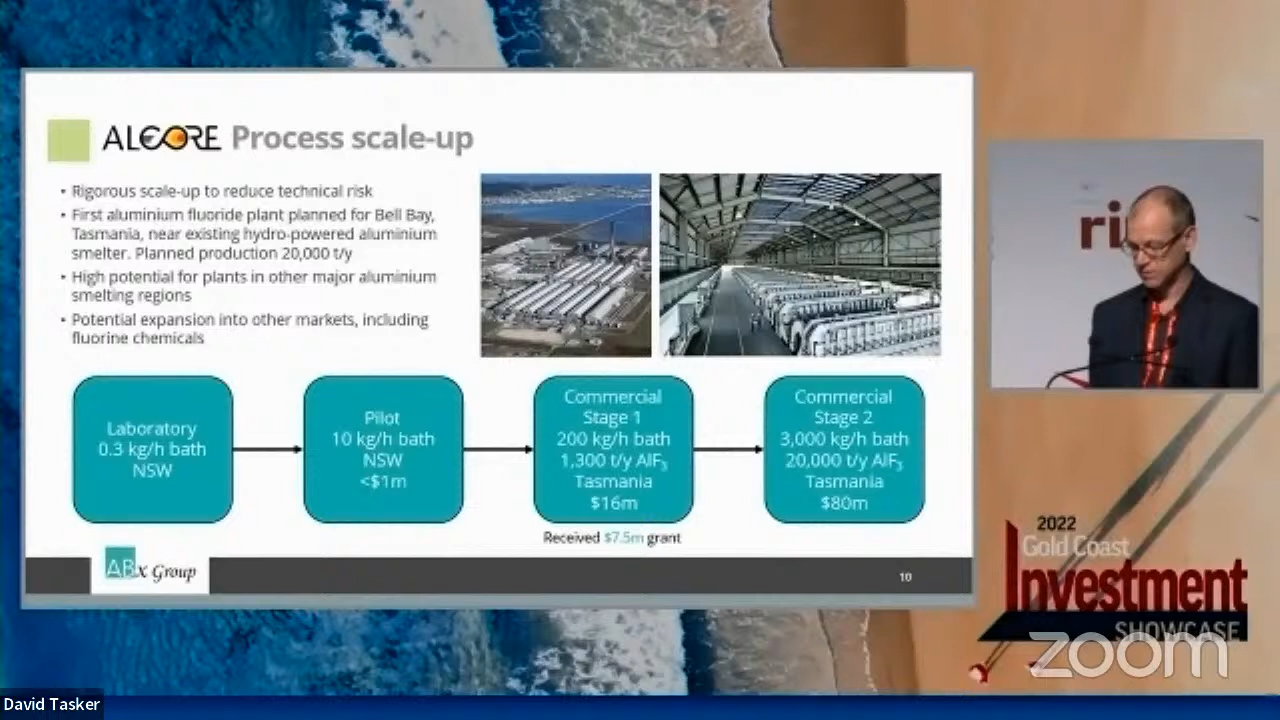 ALCORE Process scale-up
• Rigorous scale-up to reduce technical risk
• First aluminium fluoride plant planned for Bell Bay,
Tasmania, near existing hydro-powered aluminium
smelter. Planned production 20,000 t/y
• High potential for plants in other major aluminium
smelting regions
• Potential expansion into other markets, including
fluorine chemicals
Laboratory
0.3 kg/h bath
NSW
Pilot
10 kg/h bath
NSW
<$1m
Commercial
Stage 1
200 kg/h bath
1,300 t/y AlF₃
Tasmania
$16m
Commercial
Stage 2
3,000 kg/h bath
20,000 t/y AlF₃
Tasmania
$80m
Received $7.5m grant
ABx Group
10
ri
2022
Gold Coast
Investment
SHOWCASE
zoom
David Tasker